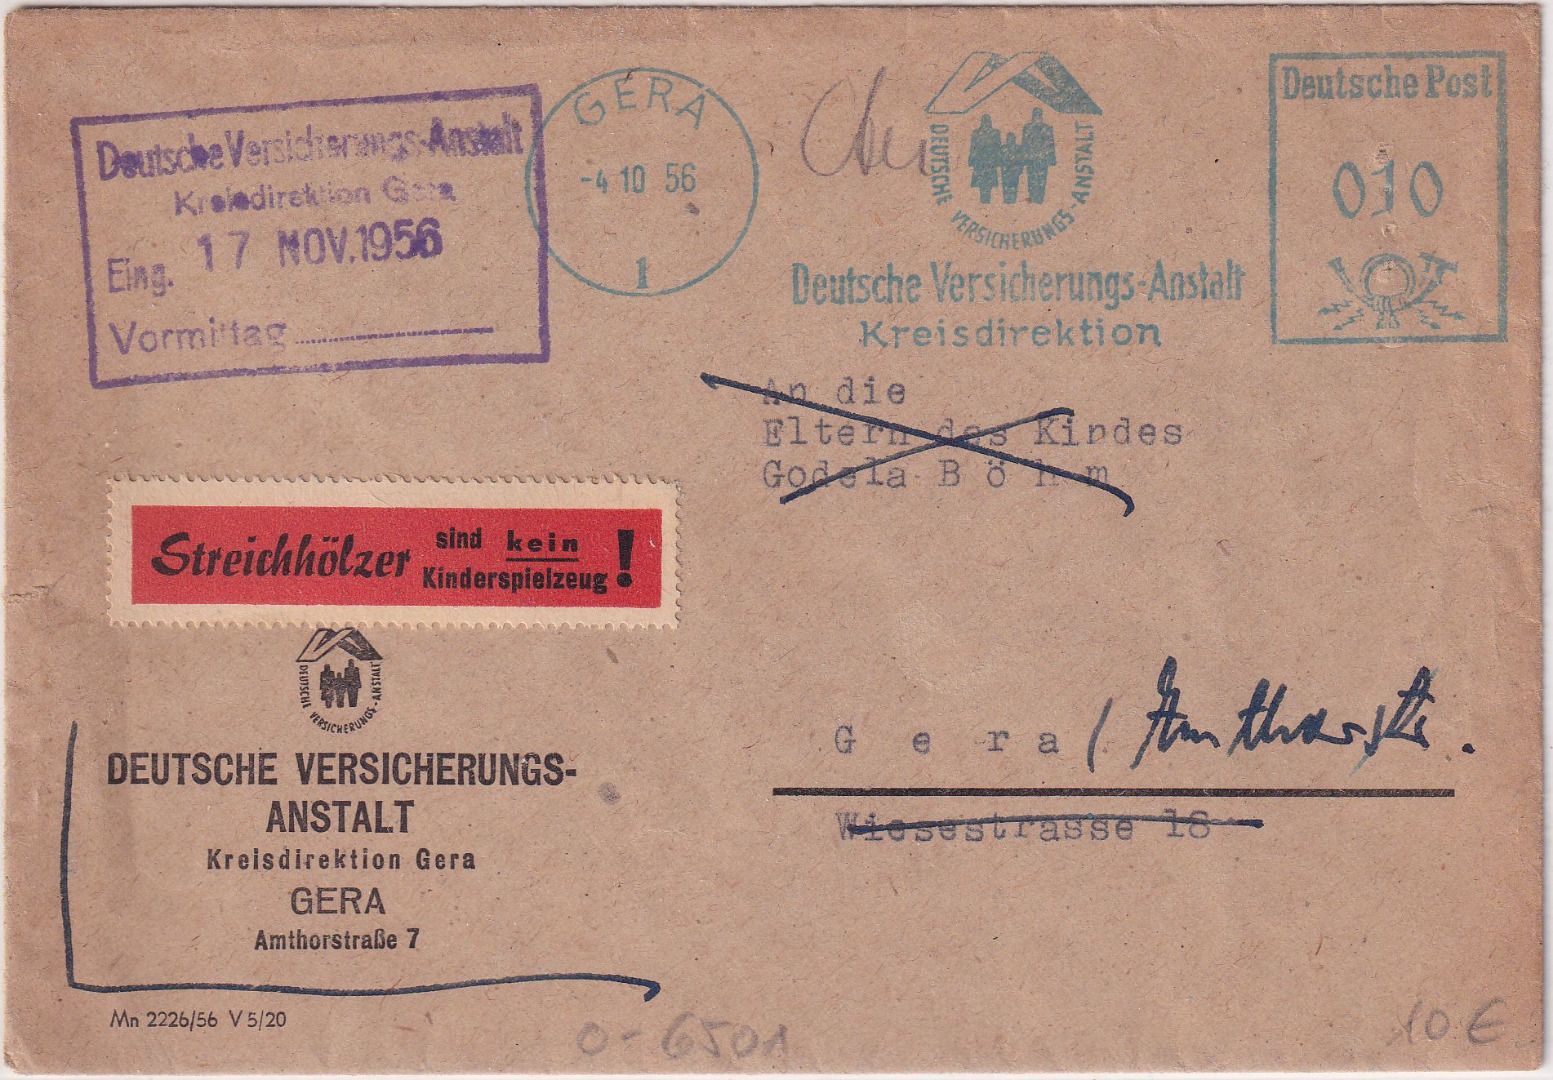 Deutsche Versicherungs-Anstalt
Kreisdirektion Gera
Eing. 17 NOV. 1956
Vormittag
GERA
-4.10 56
1
DEUTSCHE VERSICHERUNGS-ANSTALT
Deutsche Versicherungs-Anstalt
Kreisdirektion
Deutsche Post
010
An die
Eltern des Kindes
Godela Böhm
Streichhölzer sind kein
Kinderspielzeug!
Gera / Amthorstr.
Wiesestrasse 18
DEUTSCHE VERSICHERUNGS-ANSTALT
DEUTSCHE VERSICHERUNGS-
ANSTALT
Kreisdirektion Gera
GERA
Amthorstraße 7
Mn 2226/56 V 5/20
O-6501
10 €